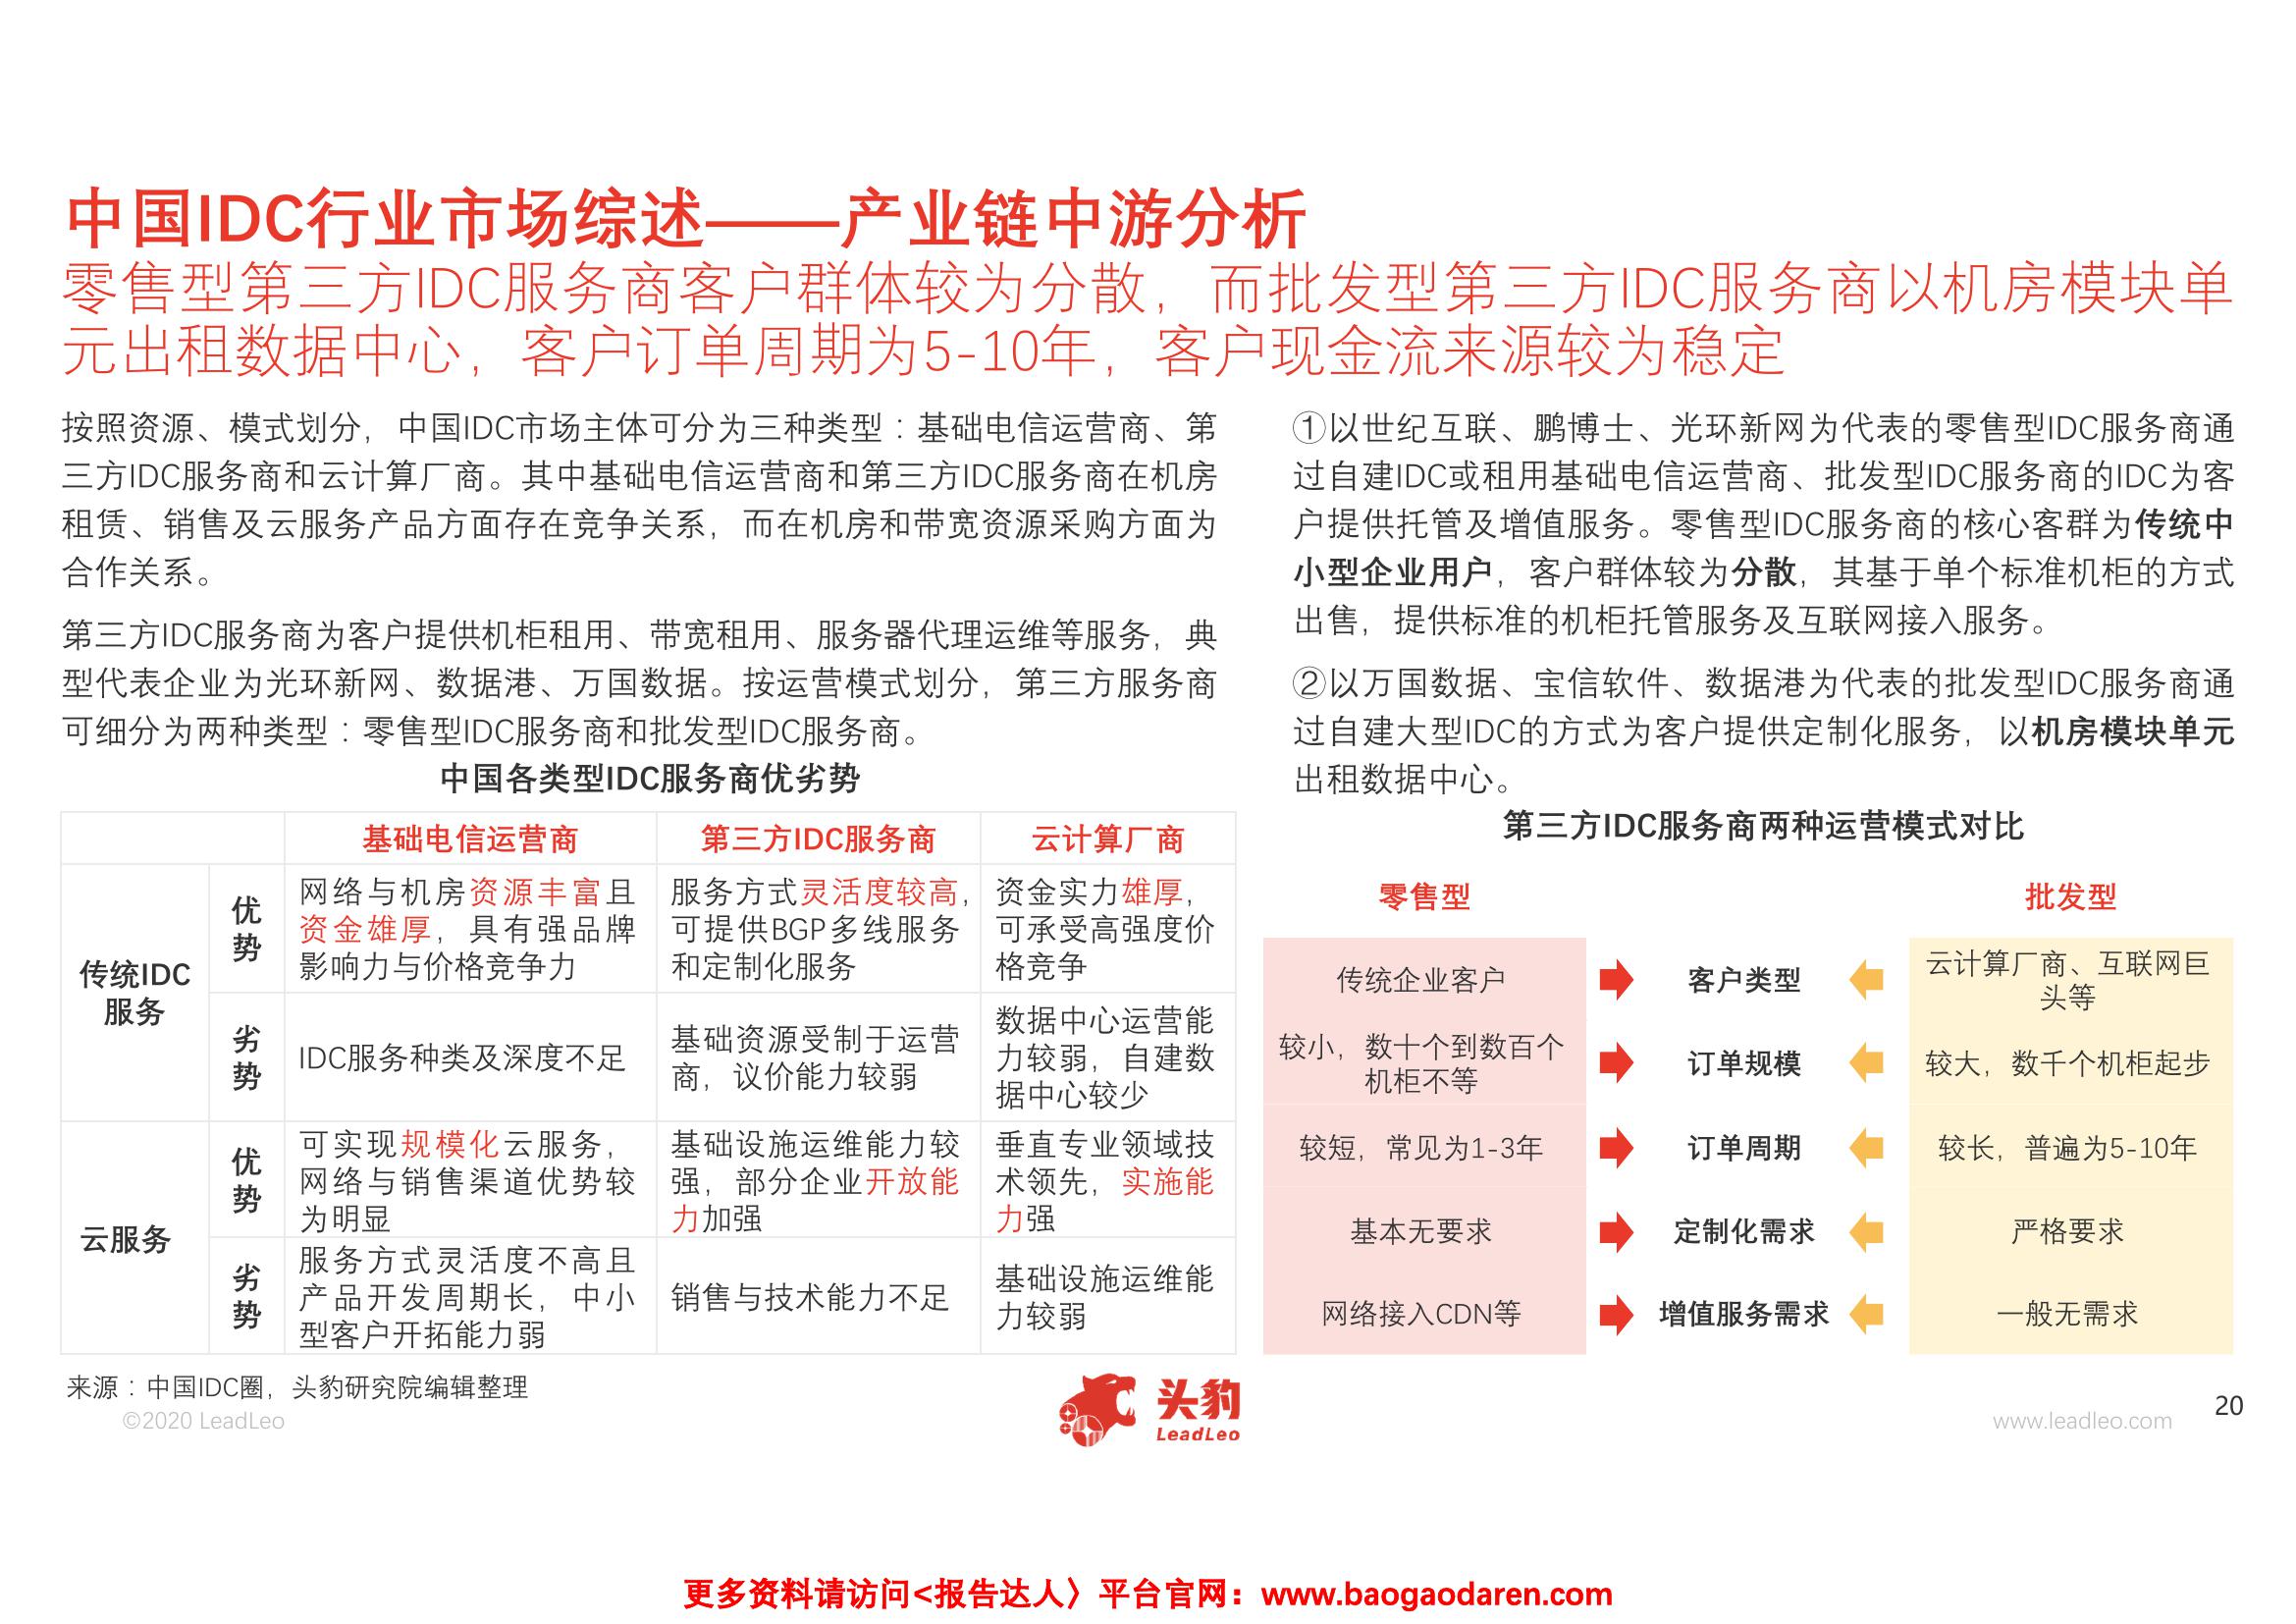 中国IDC行业市场综述——产业链中游分析
零售型第三方IDC服务商客户群体较为分散，而批发型第三方IDC服务商以机房模块单
元出租数据中心，客户订单周期为5-10年，客户现金流来源较为稳定
按照资源、模式划分，中国IDC市场主体可分为三种类型：基础电信运营商、第
三方IDC服务商和云计算厂商。其中基础电信运营商和第三方IDC服务商在机房
租赁、销售及云服务产品方面存在竞争关系，而在机房和带宽资源采购方面为
合作关系。
第三方IDC服务商为客户提供机柜租用、带宽租用、服务器代理运维等服务，典
型代表企业为光环新网、数据港、万国数据。按运营模式划分，第三方服务商
可细分为两种类型：零售型IDC服务商和批发型IDC服务商。
中国各类型IDC服务商优劣势
基础电信运营商
第三方IDC服务商
云计算厂商
传统IDC
服务
优
势
网络与机房资源丰富且
资金雄厚，具有强品牌
影响力与价格竞争力
服务方式灵活度较高，
可提供BGP多线服务
和定制化服务
资金实力雄厚，
可承受高强度价
格竞争
劣
势
IDC服务种类及深度不足
基础资源受制于运营
商，议价能力较弱
数据中心运营能
力较弱，自建数
据中心较少
云服务
优
势
可实现规模化云服务，
网络与销售渠道优势较
为明显
基础设施运维能力较
强，部分企业开放能
力加强
垂直专业领域技
术领先，实施能
力强
劣
势
服务方式灵活度不高且
产品开发周期长，中小
型客户开拓能力弱
销售与技术能力不足
基础设施运维能
力较弱
①以世纪互联、鹏博士、光环新网为代表的零售型IDC服务商通
过自建IDC或租用基础电信运营商、批发型IDC服务商的IDC为客
户提供托管及增值服务。零售型IDC服务商的核心客群为传统中
小型企业用户，客户群体较为分散，其基于单个标准机柜的方式
出售，提供标准的机柜托管服务及互联网接入服务。
②以万国数据、宝信软件、数据港为代表的批发型IDC服务商通
过自建大型IDC的方式为客户提供定制化服务，以机房模块单元
出租数据中心。
第三方IDC服务商两种运营模式对比
零售型
批发型
传统企业客户
客户类型
云计算厂商、互联网巨
头等
较小，数十个到数百个
机柜不等
订单规模
较大，数千个机柜起步
较短，常见为1-3年
订单周期
较长，普遍为5-10年
基本无要求
定制化需求
严格要求
网络接入CDN等
增值服务需求
一般无需求
来源：中国IDC圈，头豹研究院编辑整理
©2020 LeadLeo
头豹
LeadLeo
www.leadleo.com
20
更多资料请访问<报告达人〉平台官网：www.baogaodaren.com